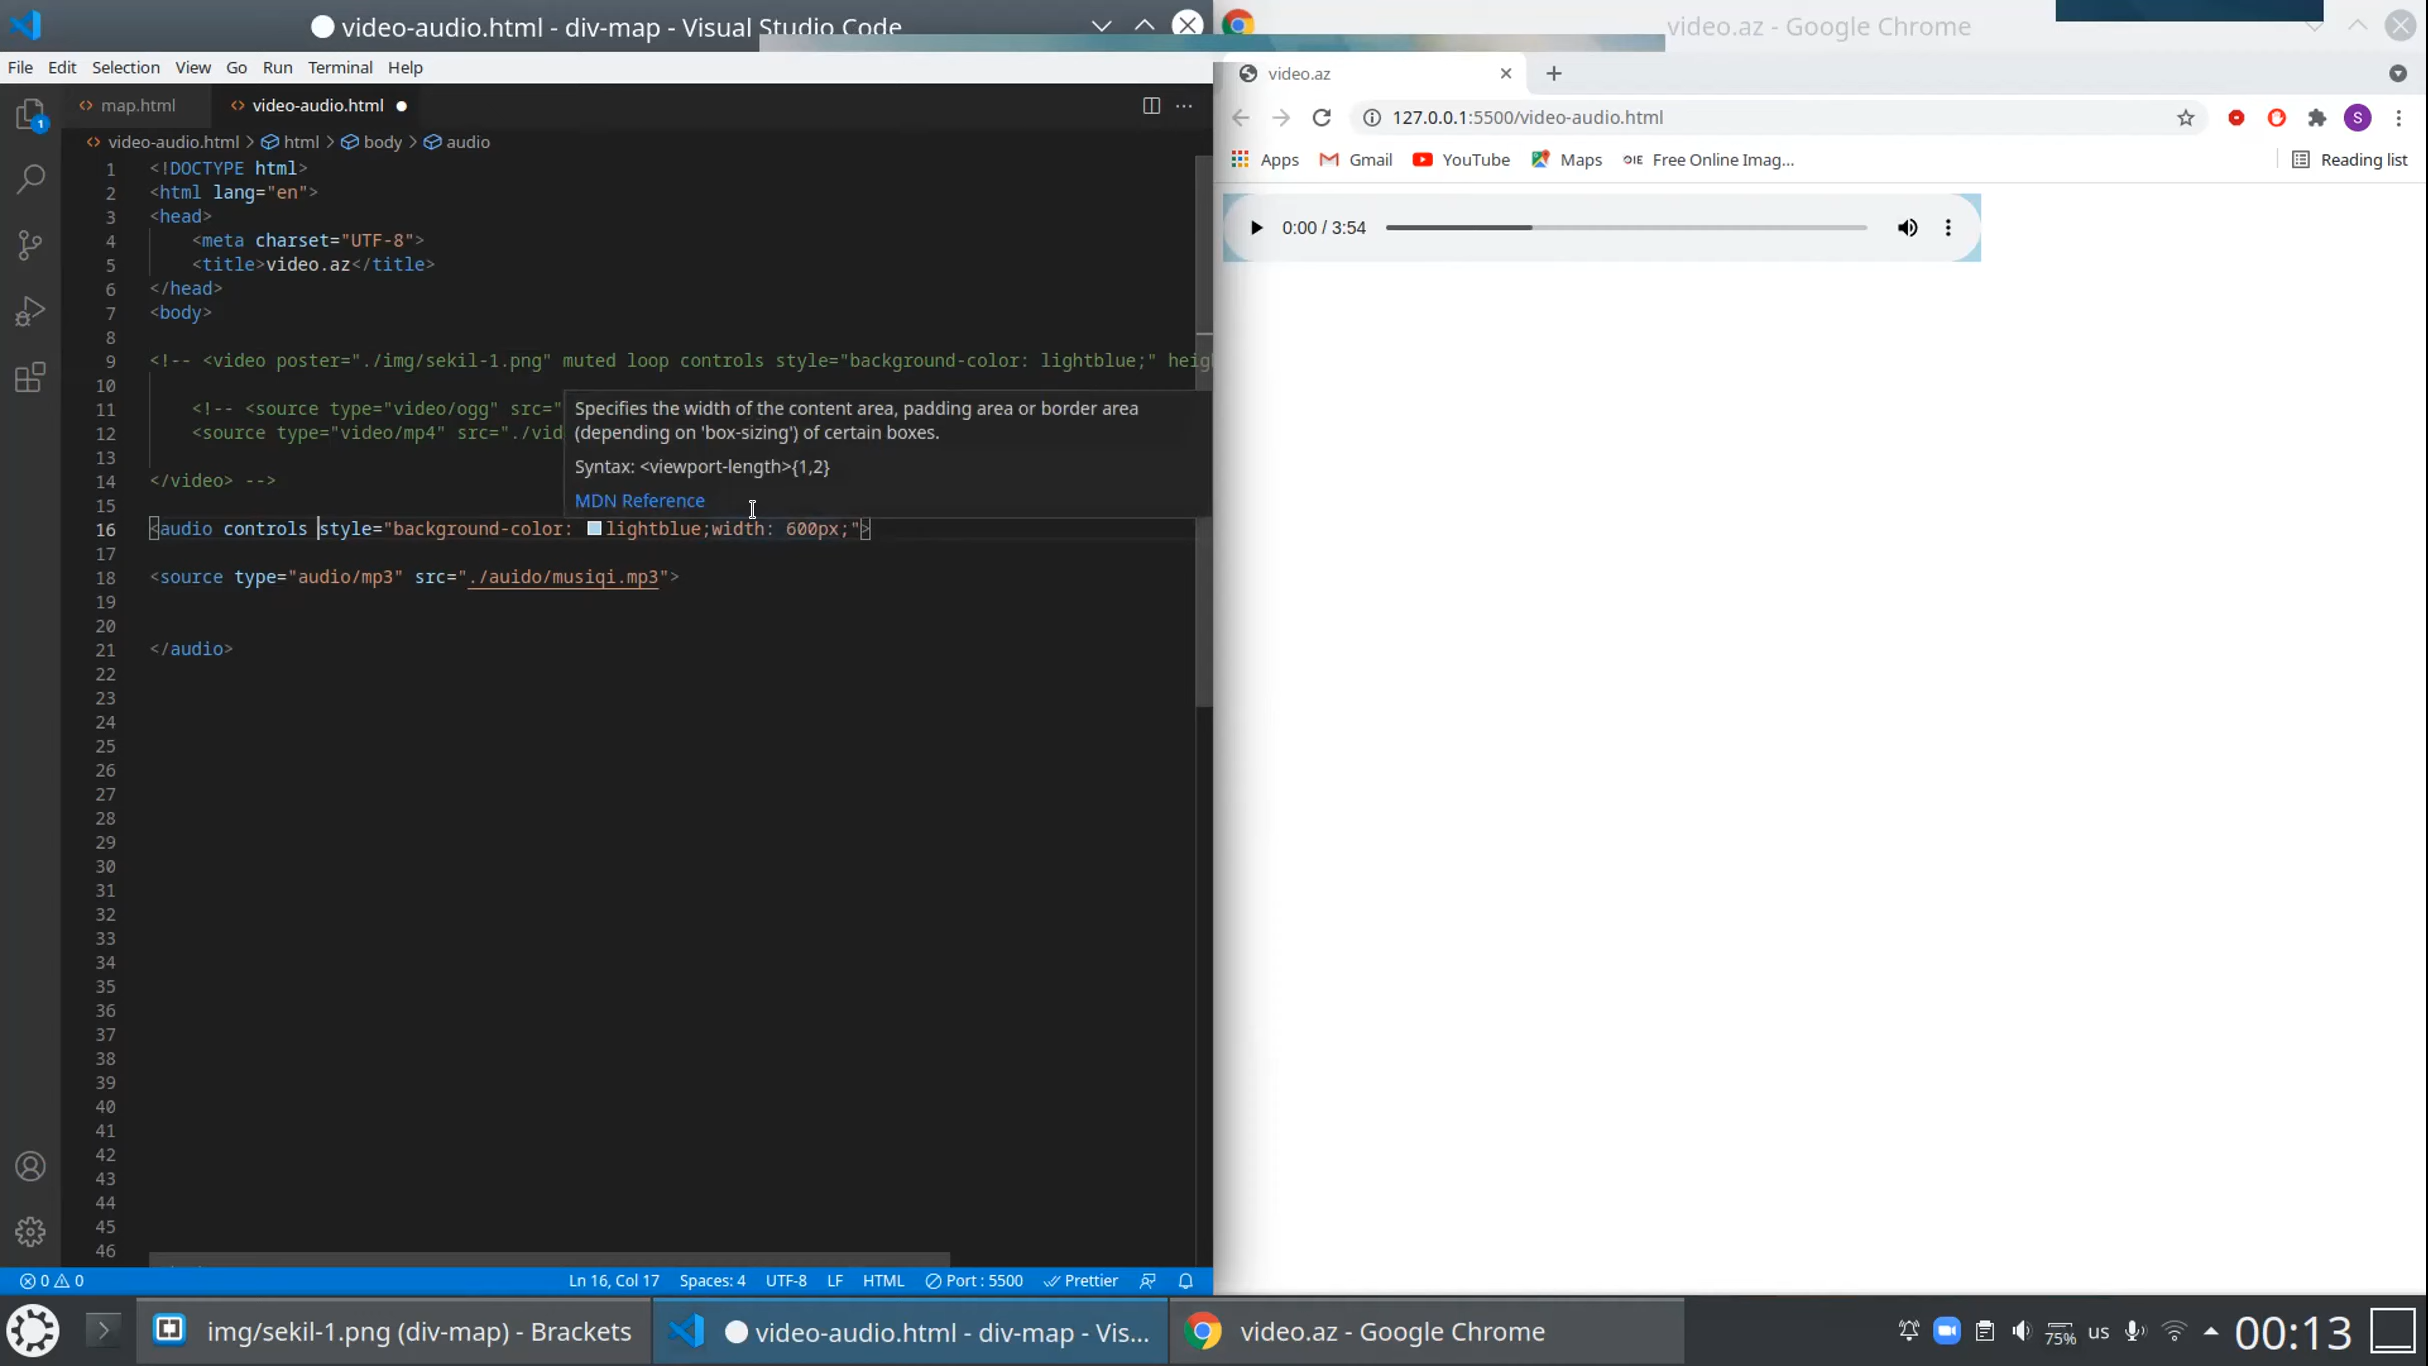 video-audio.html - div-map - Visual Studio Code
File Edit Selection View Go Run Terminal Help
map.html video-audio.html
video-audio.html > html > body > audio
1 <!DOCTYPE html>
2 <html lang="en">
3 <head>
4 <meta charset="UTF-8">
5 <title>video.az</title>
6 </head>
7 <body>
8
9 <!-- <video poster="./img/sekil-1.png" muted loop controls style="background-color: lightblue;" heig
10
11 <!-- <source type="video/ogg" src="
12 <source type="video/mp4" src="./vid
13
14 </video> -->
15
Specifies the width of the content area, padding area or border area
(depending on 'box-sizing') of certain boxes.
Syntax: <viewport-length>{1,2}
MDN Reference
16 <audio controls style="background-color: lightblue;width: 600px;">
17
18 <source type="audio/mp3" src="./auido/musiqi.mp3">
19
20
21 </audio>
22
23
24
25
26
27
28
29
30
31
32
33
34
35
36
37
38
39
40
41
42
43
44
45
46
0 0 Ln 16, Col 17 Spaces: 4 UTF-8 LF HTML Port : 5500 Prettier
video.az - Google Chrome
video.az
127.0.0.1:5500/video-audio.html S
Apps Gmail YouTube Maps OIE Free Online Imag... Reading list
0:00 / 3:54
1
img/sekil-1.png (div-map) - Brackets video-audio.html - div-map - Vis... video.az - Google Chrome 75% us 00:13